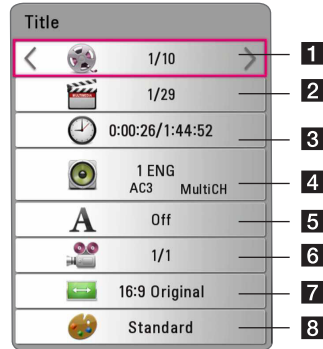 Title
1/10
1
1/29
2
0:00:26/1:44:52
3
1 ENG
AC3 MultiCH
4
A Off
5
1/1
6
16:9 Original
7
Standard
8